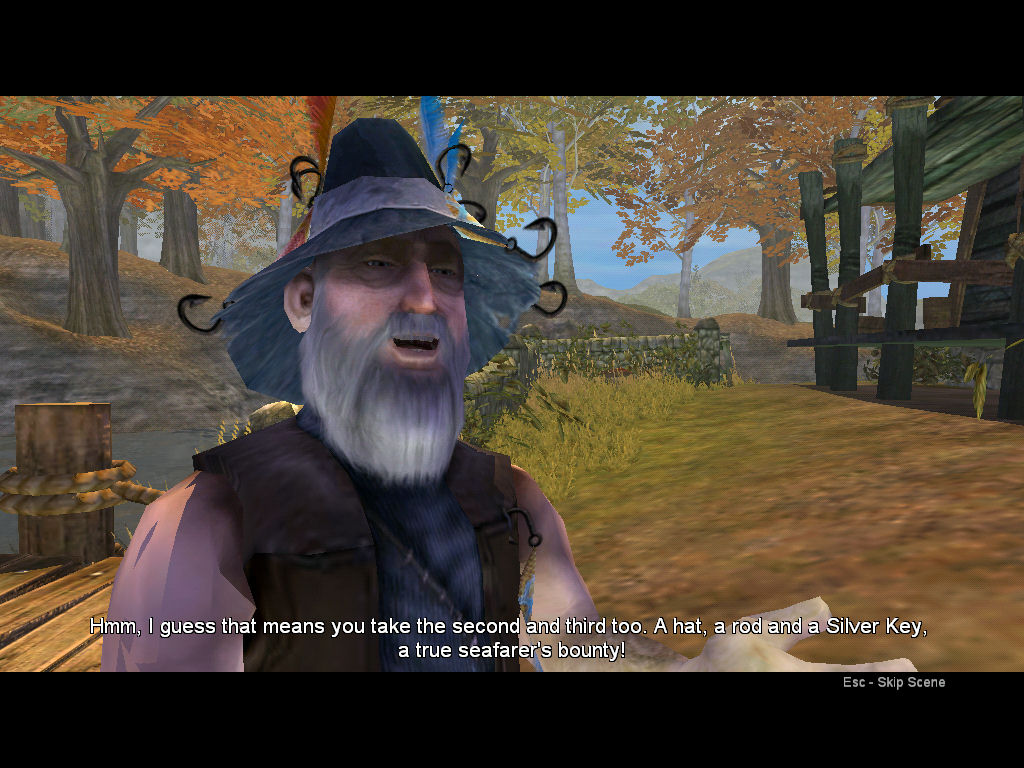 Hmm, I guess that means you take the second and third too. A hat, a rod and a Silver Key,
a true seafarer's bounty!
Esc - Skip Scene